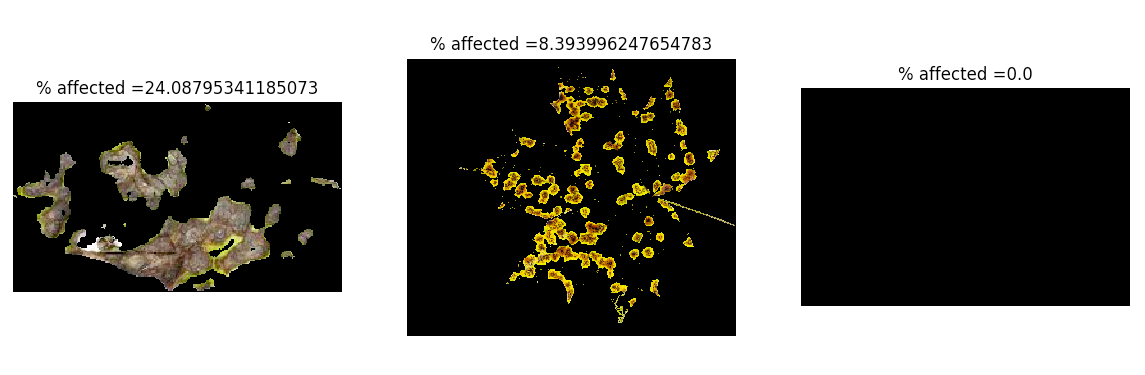 % affected =24.08795341185073
% affected =8.393996247654783
% affected =0.0